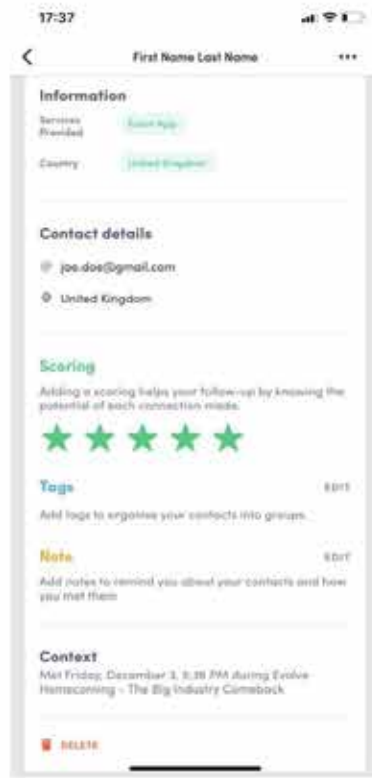 17:37
First Name Last Name
Information
Services
Provided
Event App
Country
United Kingdom
Contact details
joe.doe@gmail.com
United Kingdom
Scoring
Adding a scoring helps your follow-up by knowing the
potential of each connection made.
Tags
EDIT
Add tags to organise your contacts into groups.
Note
EDIT
Add notes to remind you about your contacts and how
you met them
Context
Met Friday, December 3, 5:36 PM during Evolve
Homecoming - The Big Industry Comeback
DELETE